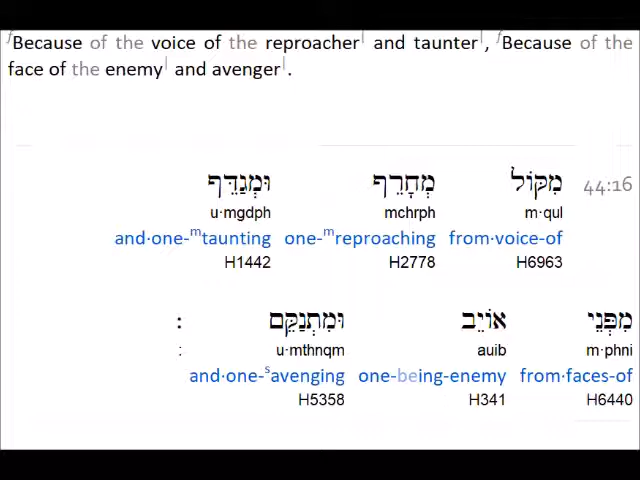 ᶠBecause of the voice of the reproacher| and taunter|, ᶠBecause of the
face of the enemy| and avenger|.
44:16 מִקּוֹל מְחָרֵף וּמְגַדֵּף
u·mgdph mchrph m·qul
and·one-ᵐtaunting one-ᵐreproaching from·voice-of
H1442 H2778 H6963
מִפְּנֵי אוֹיֵב וּמִתְנַקֵּם :
: u·mthnqm auib m·phni
and·one-ˢavenging one-being-enemy from·faces-of
H5358 H341 H6440